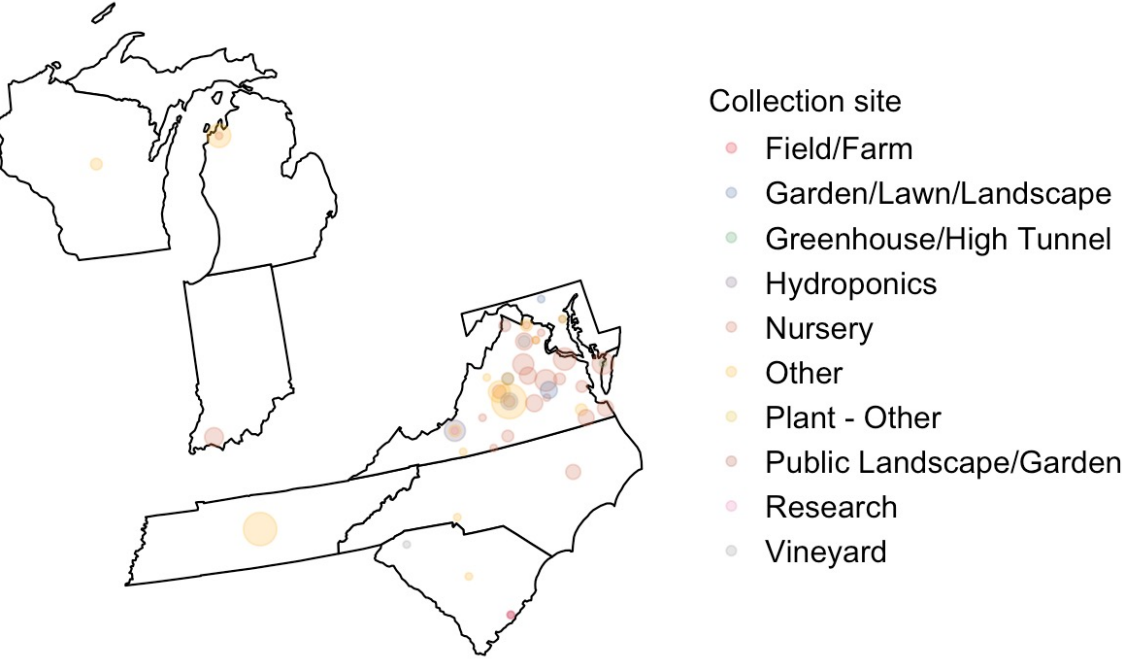 Collection site
Field/Farm
Garden/Lawn/Landscape
Greenhouse/High Tunnel
Hydroponics
Nursery
Other
Plant - Other
Public Landscape/Garden
Research
Vineyard